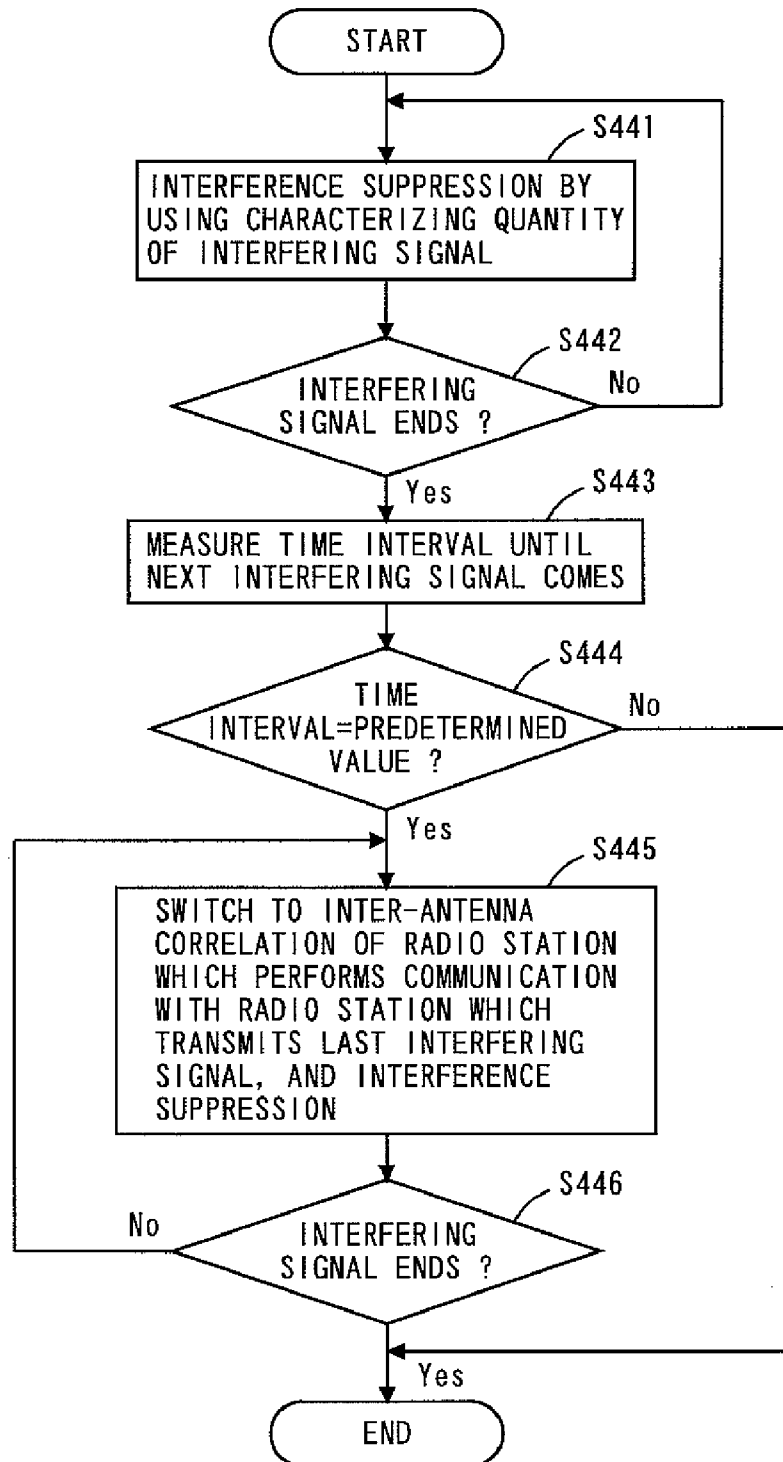 START
S441
INTERFERENCE SUPPRESSION BY
USING CHARACTERIZING QUANTITY
OF INTERFERING SIGNAL
S442
INTERFERING
SIGNAL ENDS ?
No
Yes
S443
MEASURE TIME INTERVAL UNTIL
NEXT INTERFERING SIGNAL COMES
S444
TIME
INTERVAL=PREDETERMINED
VALUE ?
No
Yes
S445
SWITCH TO INTER-ANTENNA
CORRELATION OF RADIO STATION
WHICH PERFORMS COMMUNICATION
WITH RADIO STATION WHICH
TRANSMITS LAST INTERFERING
SIGNAL, AND INTERFERENCE
SUPPRESSION
S446
No
INTERFERING
SIGNAL ENDS ?
Yes
END